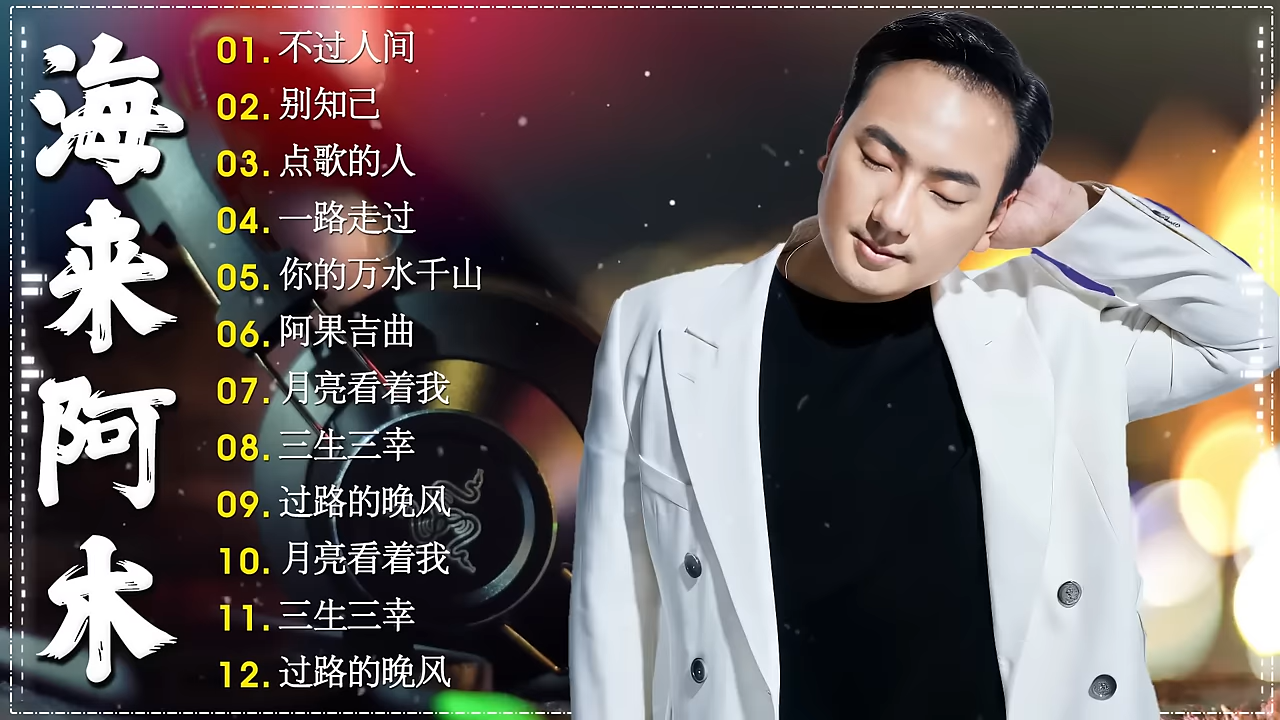 海来阿木
01. 不过人间
02. 别知己
03. 点歌的人
04. 一路走过
05. 你的万水千山
06. 阿果吉曲
07. 月亮看着我
08. 三生三幸
09. 过路的晚风
10. 月亮看着我
11. 三生三幸
12. 过路的晚风